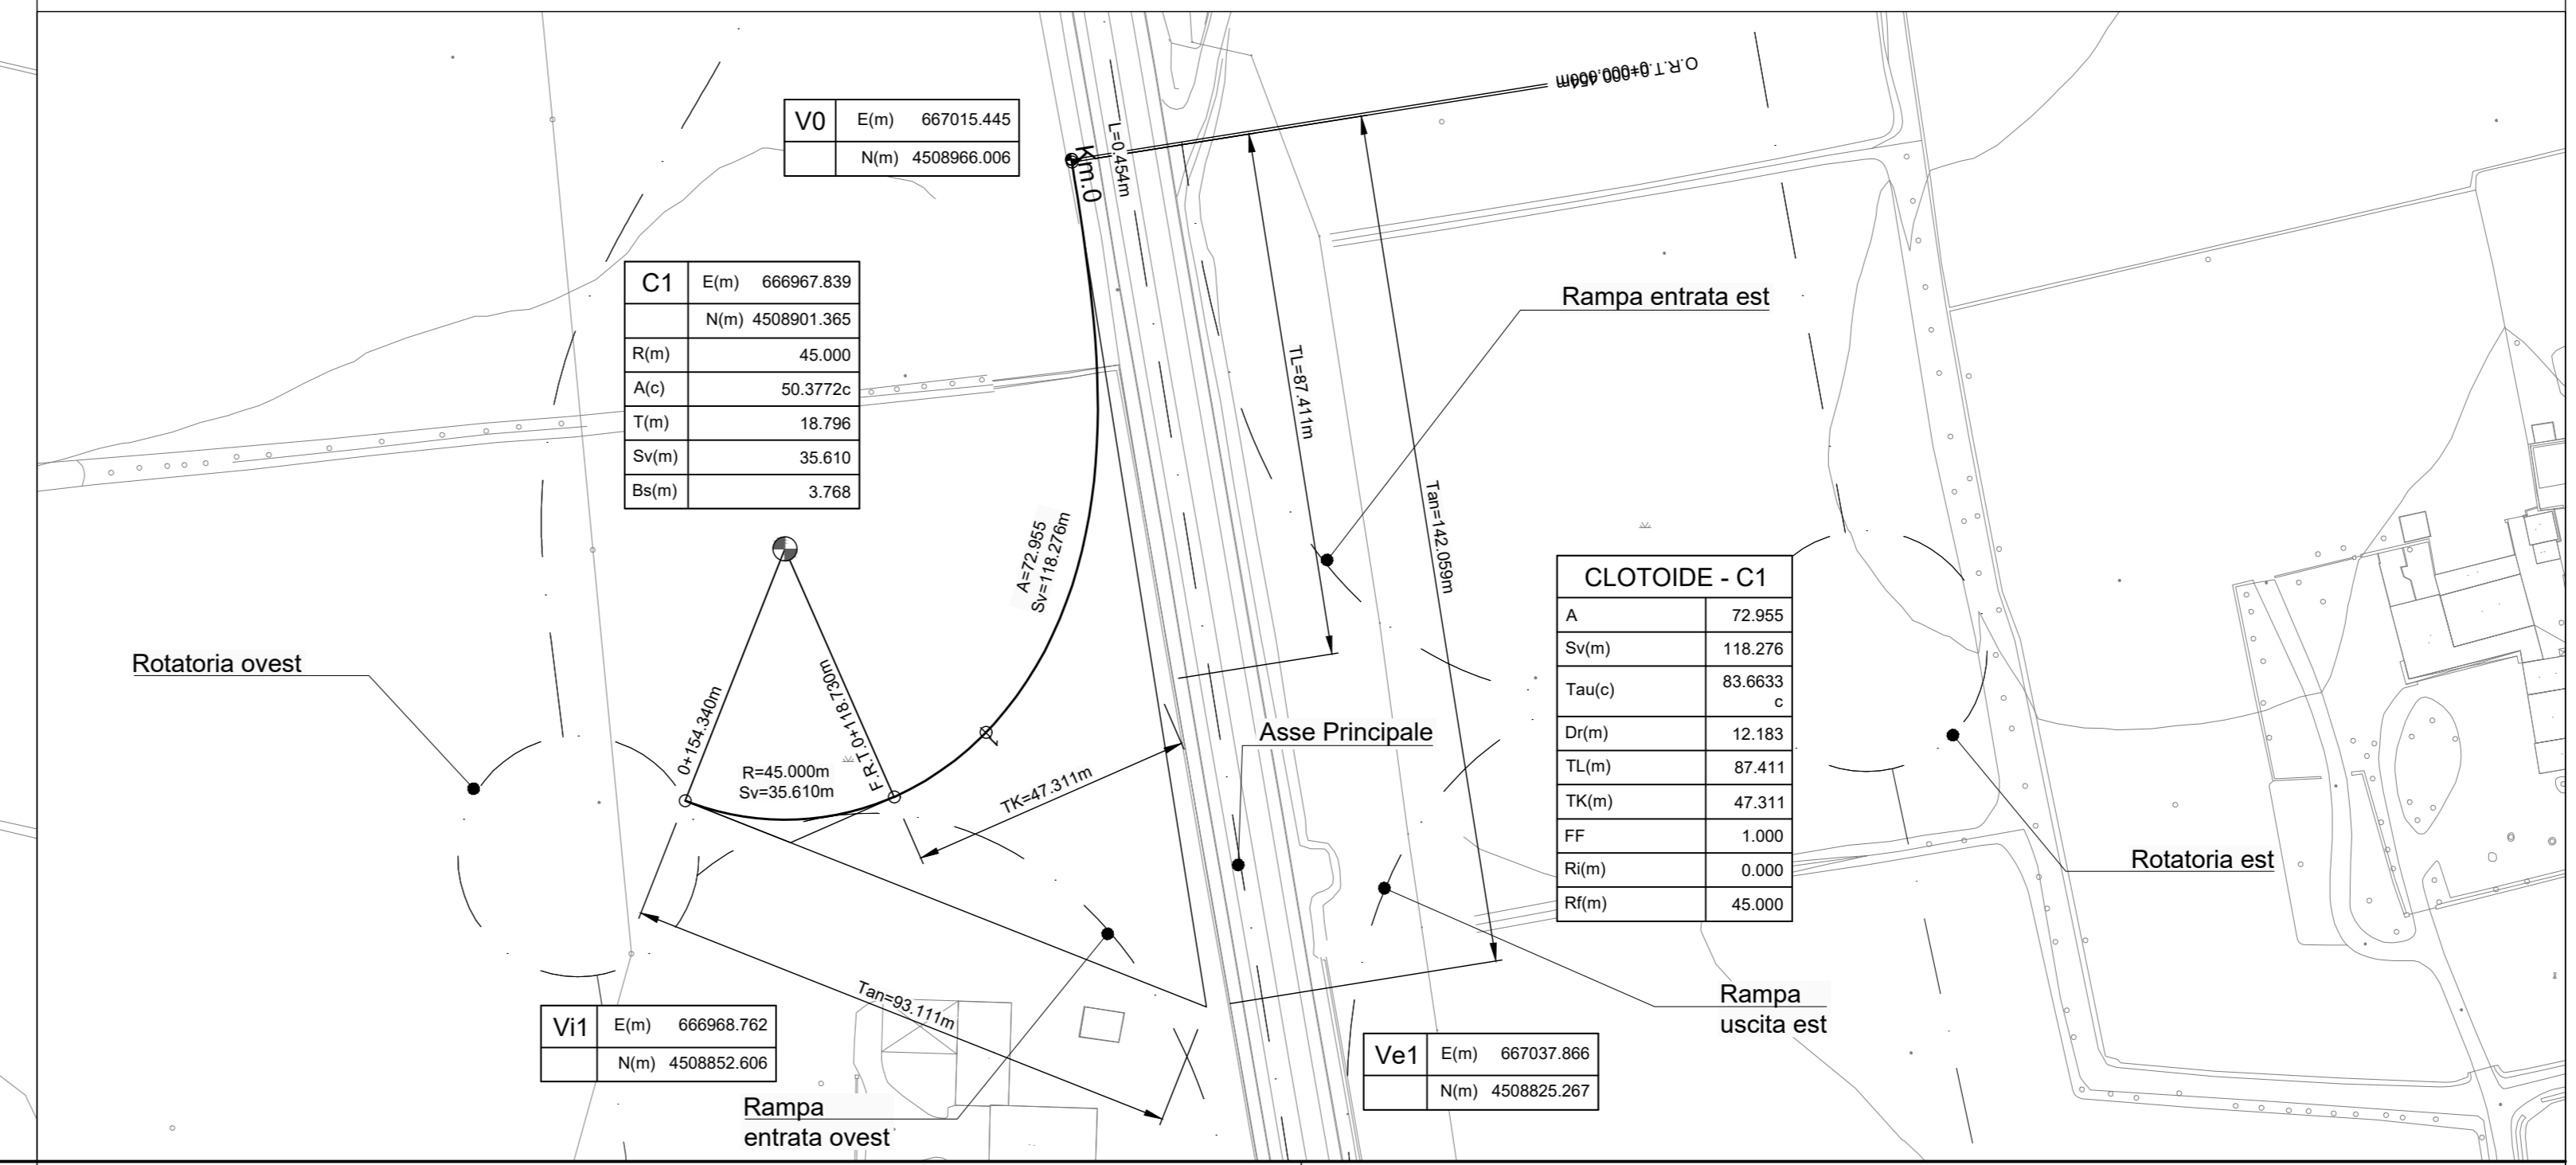 O.R.T.0+000.454m
V0 E(m) 667015.445
N(m) 4508966.006
Km.0
L=0.454m
C1 E(m) 666967.839
N(m) 4508901.365
R(m) 45.000
A(c) 50.3772c
T(m) 18.796
Sv(m) 35.610
Bs(m) 3.768
Rampa entrata est
TL=87.411m
Tan=142.059m
A=72.955
Sv=118.276m
CLOTOIDE - C1
A 72.955
Sv(m) 118.276
Tau(c) 83.6633
c
Dr(m) 12.183
TL(m) 87.411
TK(m) 47.311
FF 1.000
Ri(m) 0.000
Rf(m) 45.000
Rotatoria ovest
0+154.340m
F.R.T.0+118.730m
R=45.000m
Sv=35.610m
1
TK=47.311m
Asse Principale
Rotatoria est
Tan=93.111m
Rampa
uscita est
Vi1 E(m) 666968.762
N(m) 4508852.606
Ve1 E(m) 667037.866
N(m) 4508825.267
Rampa
entrata ovest